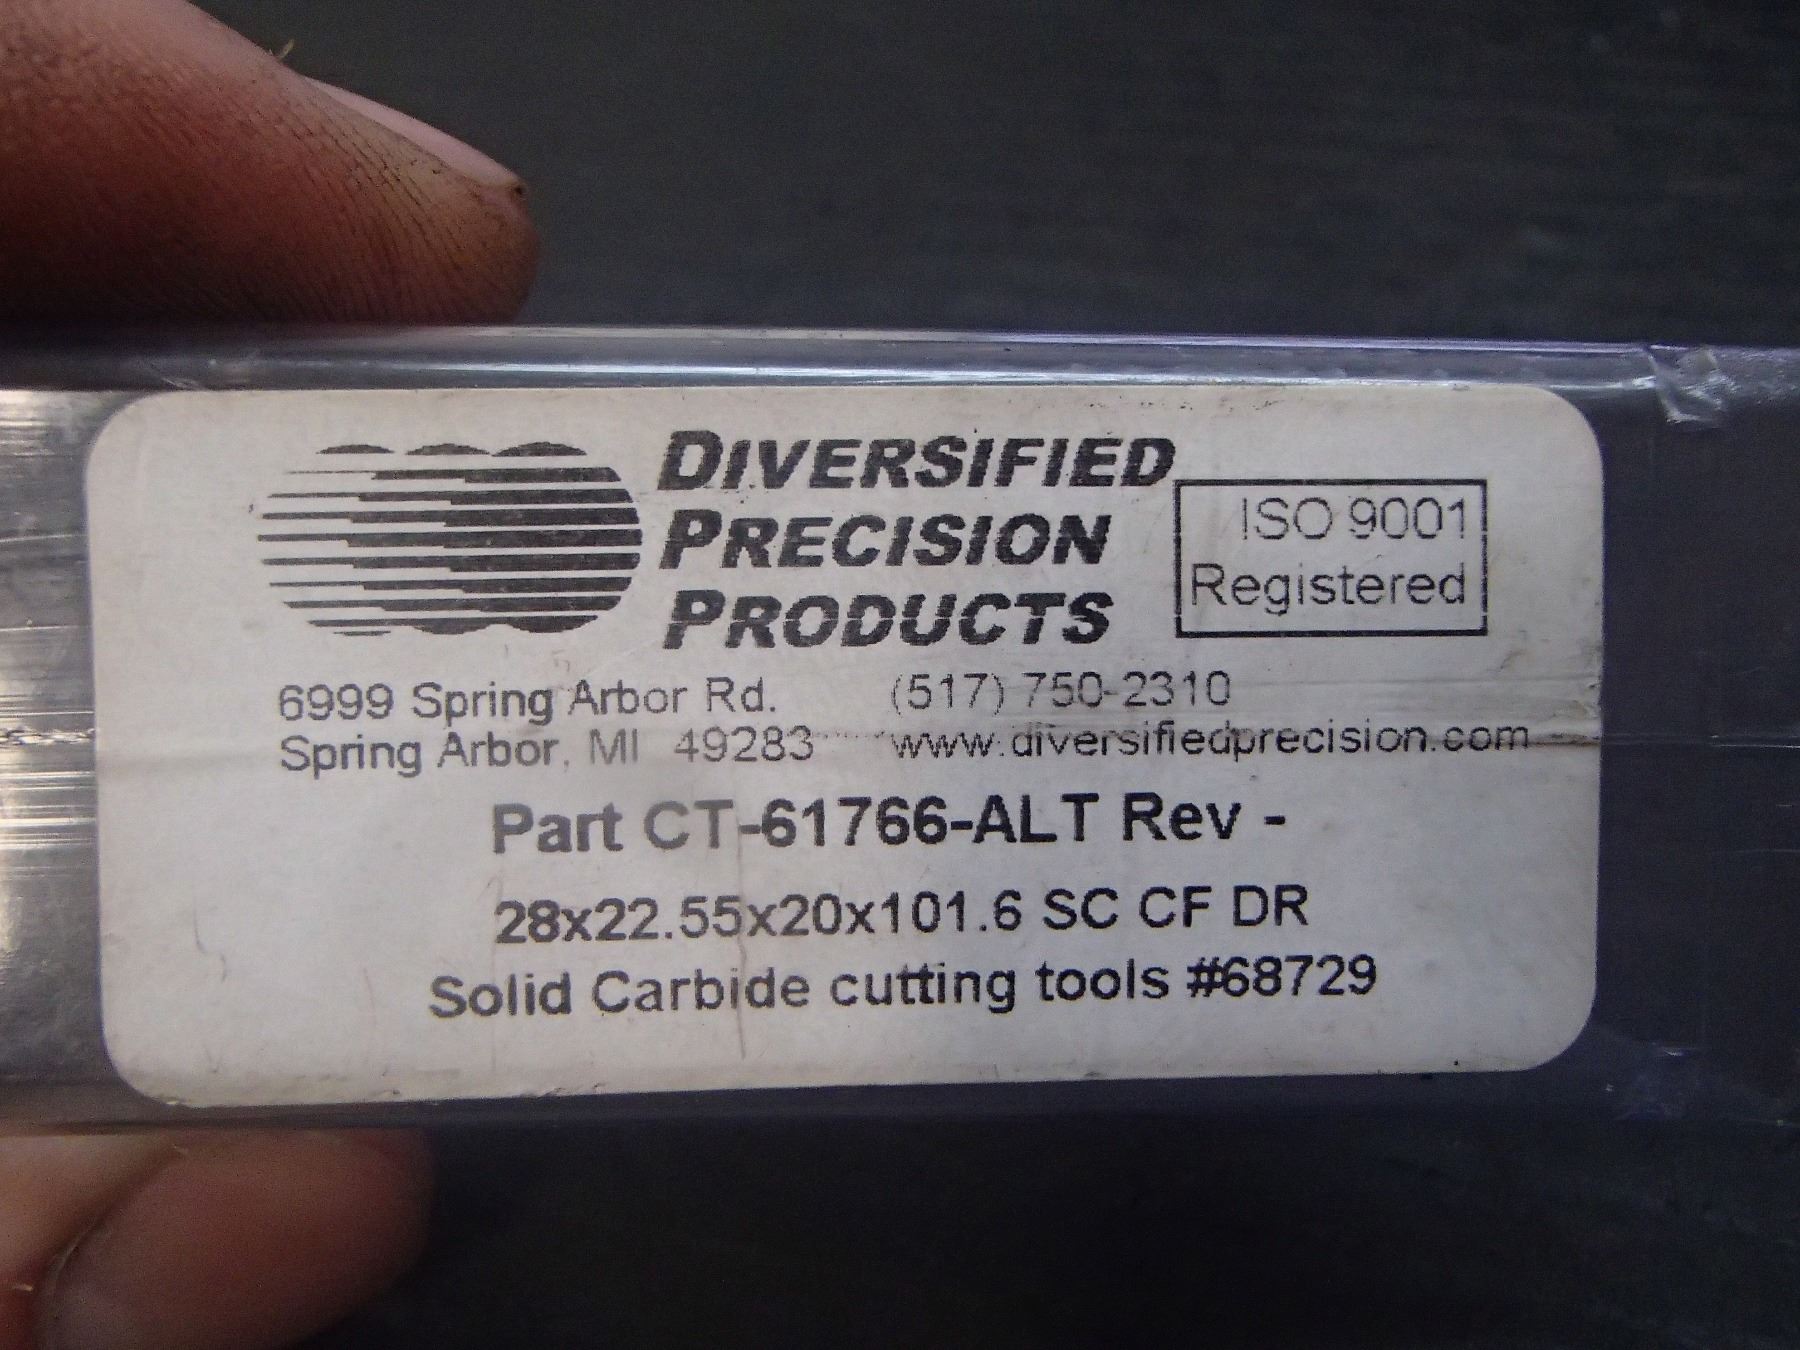 DIVERSIFIED
PRECISION
PRODUCTS
ISO 9001
Registered
6999 Spring Arbor Rd. (517) 750-2310
Spring Arbor, MI 49283 www.diversifiedprecision.com
Part CT-61766-ALT Rev -
28x22.55x20x101.6 SC CF DR
Solid Carbide cutting tools #68729